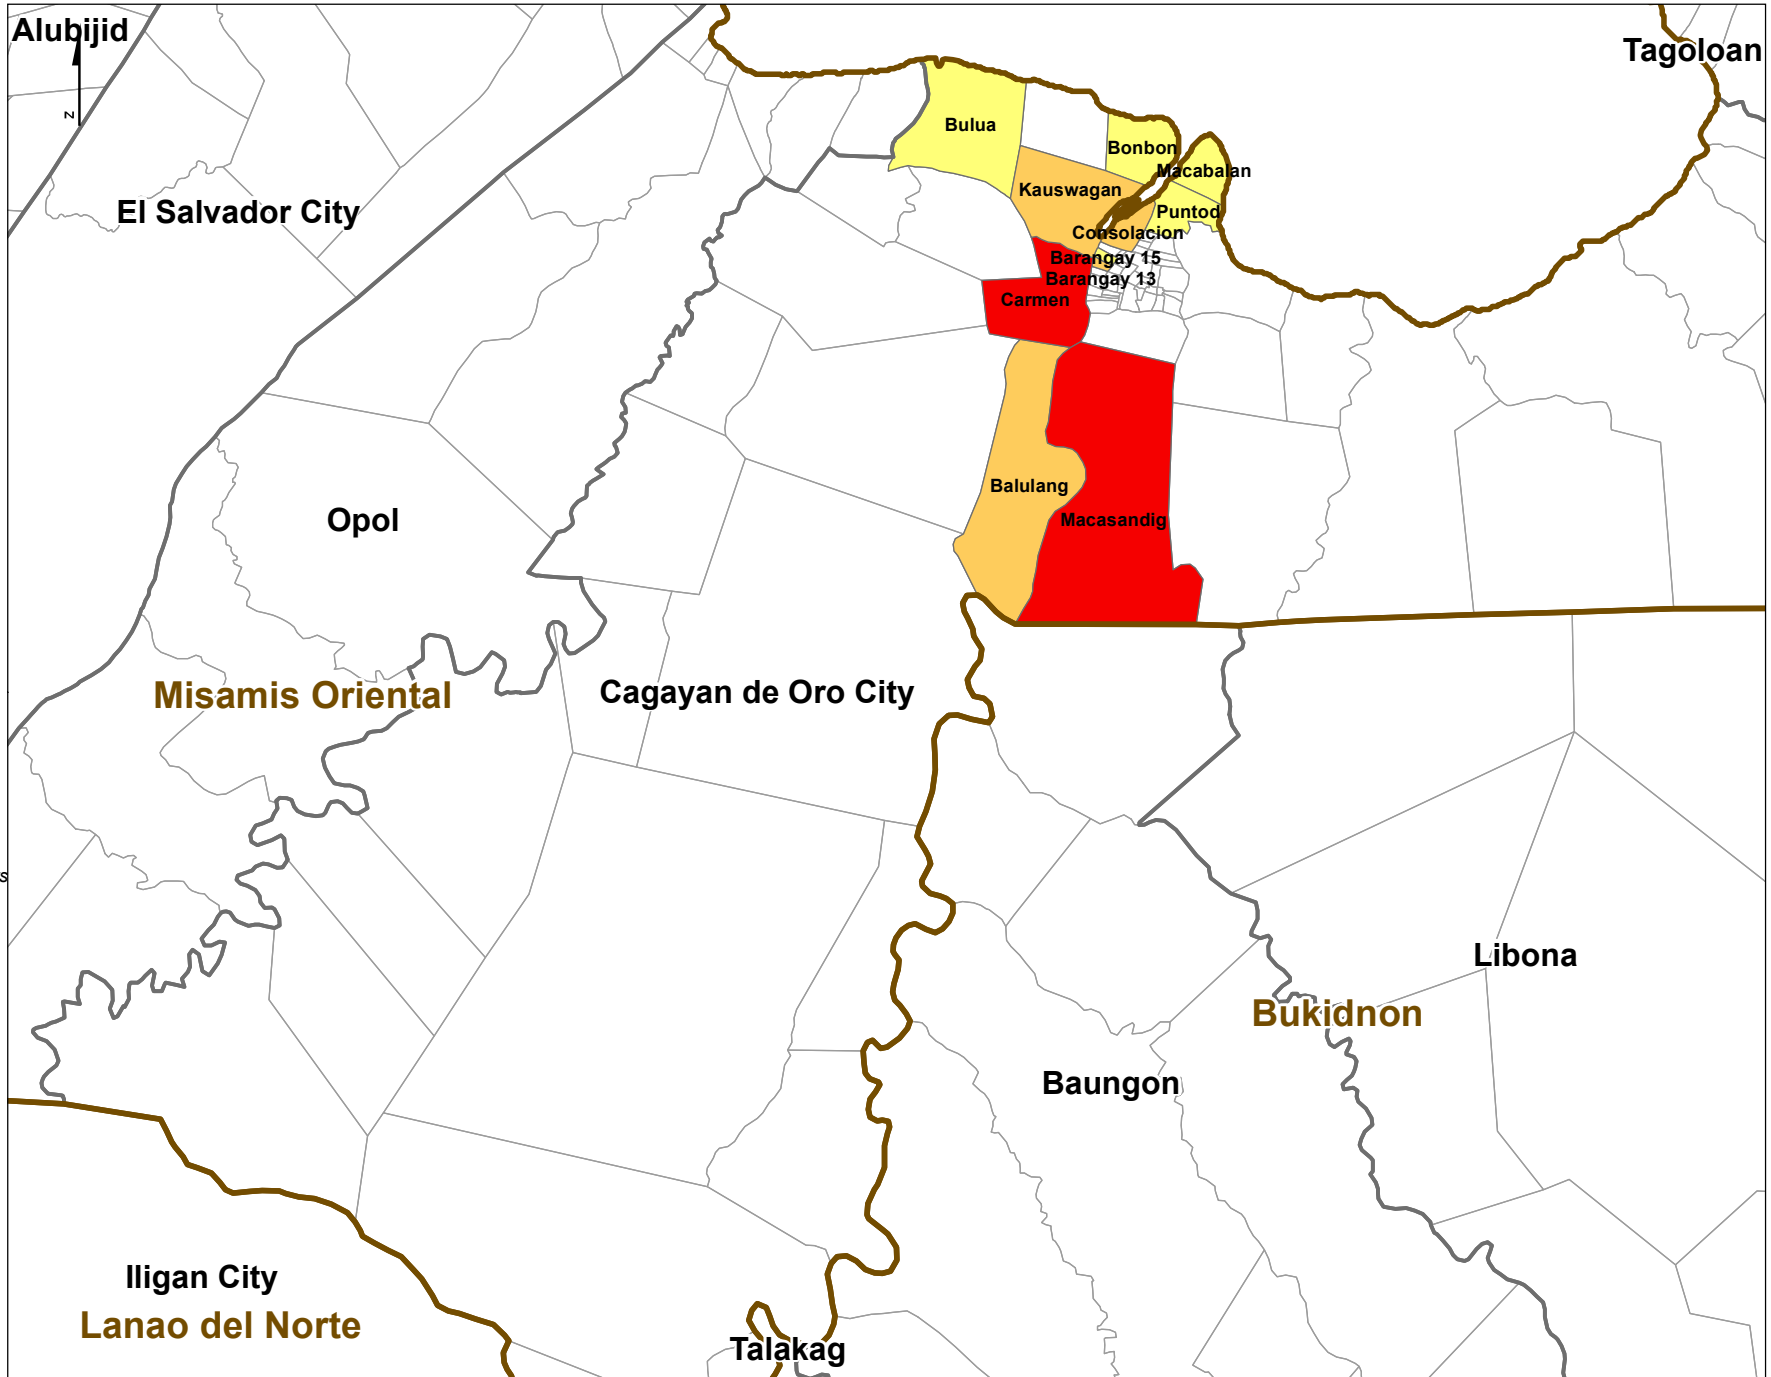 Alubijid
Tagoloan
z
Bulua
Bonbon
Macabalan
Kauswagan
El Salvador City
Puntod
Consolacion
Barangay 15
Barangay 13
Carmen
Balulang
Opol
Macasandig
Misamis Oriental
Cagayan de Oro City
s
Libona
Bukidnon
Baungon
Iligan City
Lanao del Norte
Talakag